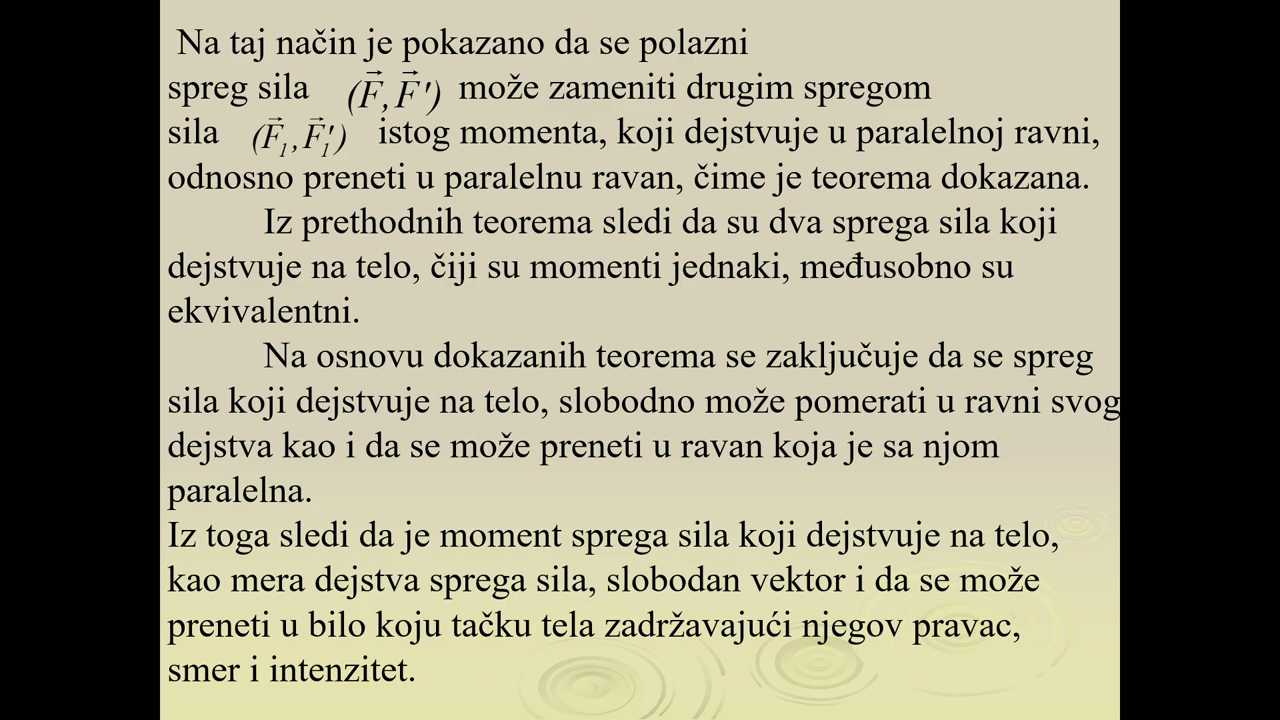 Na taj način je pokazano da se polazni
spreg sila (F⃗, F⃗') može zameniti drugim spregom
sila (F⃗₁, F⃗₁') istog momenta, koji dejstvuje u paralelnoj ravni,
odnosno preneti u paralelnu ravan, čime je teorema dokazana.
Iz prethodnih teorema sledi da su dva sprega sila koji
dejstvuje na telo, čiji su momenti jednaki, međusobno su
ekvivalentni.
Na osnovu dokazanih teorema se zaključuje da se spreg
sila koji dejstvuje na telo, slobodno može pomerati u ravni svog
dejstva kao i da se može preneti u ravan koja je sa njom
paralelna.
Iz toga sledi da je moment sprega sila koji dejstvuje na telo,
kao mera dejstva sprega sila, slobodan vektor i da se može
preneti u bilo koju tačku tela zadržavajući njegov pravac,
smer i intenzitet.